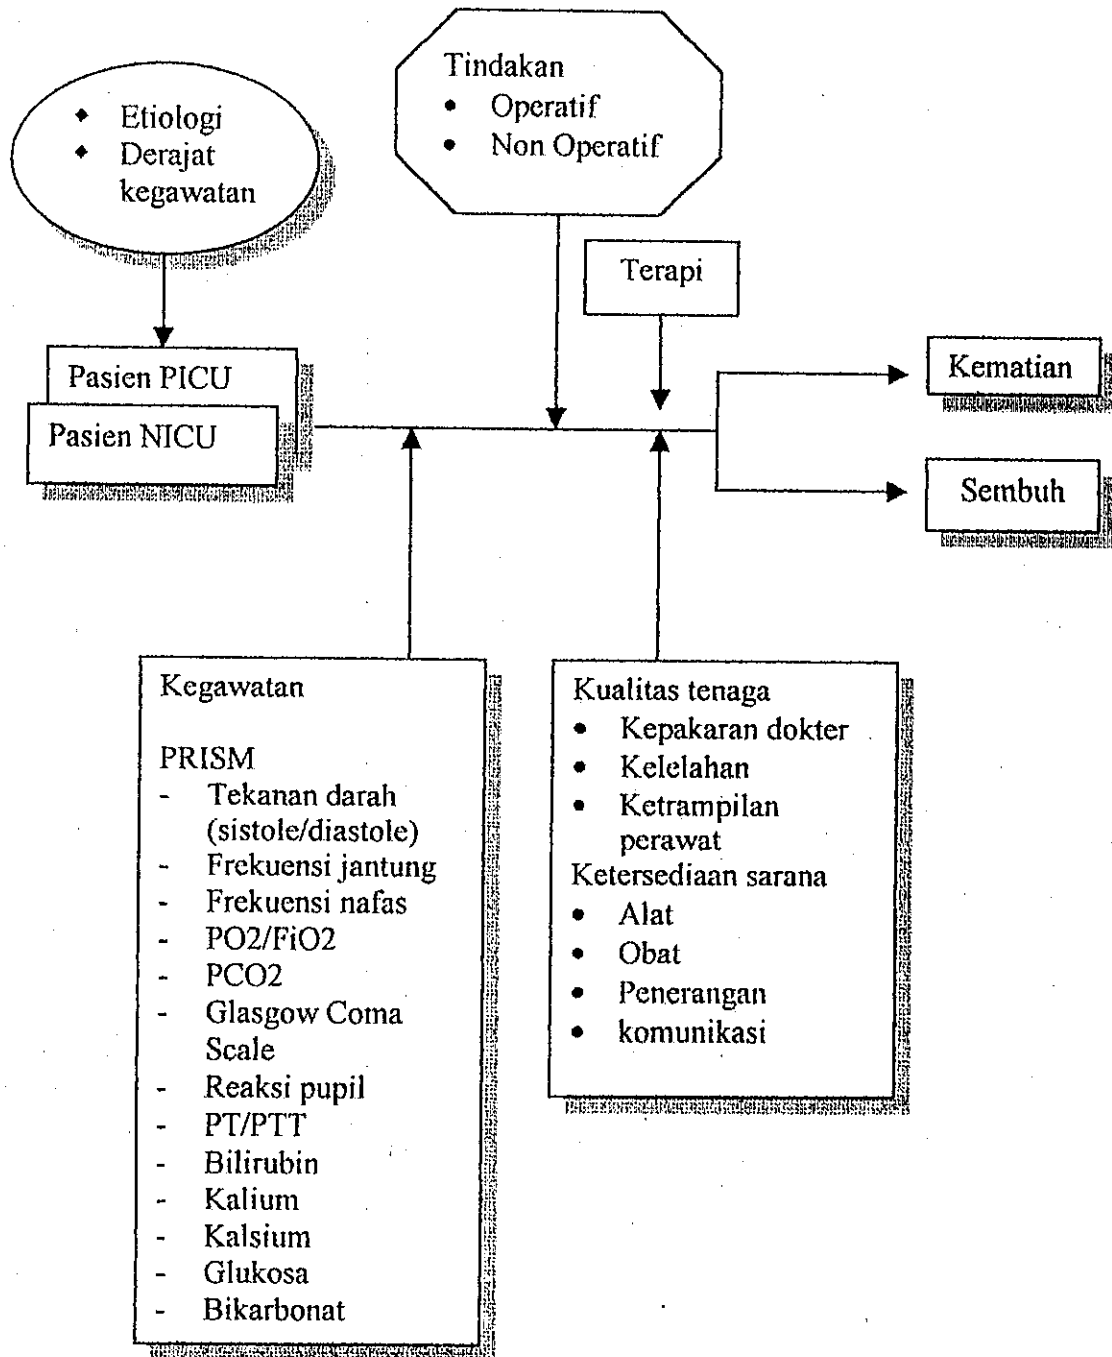 ♦ Etiologi
♦ Derajat
kegawatan
Tindakan
• Operatif
• Non Operatif
Terapi
Pasien PICU
Pasien NICU
Kematian
Sembuh
Kegawatan
PRISM
- Tekanan darah
(sistole/diastole)
- Frekuensi jantung
- Frekuensi nafas
- PO2/FiO2
- PCO2
- Glasgow Coma
Scale
- Reaksi pupil
- PT/PTT
- Bilirubin
- Kalium
- Kalsium
- Glukosa
- Bikarbonat
Kualitas tenaga
• Kepakaran dokter
• Kelelahan
• Ketrampilan
perawat
Ketersediaan sarana
• Alat
• Obat
• Penerangan
• komunikasi